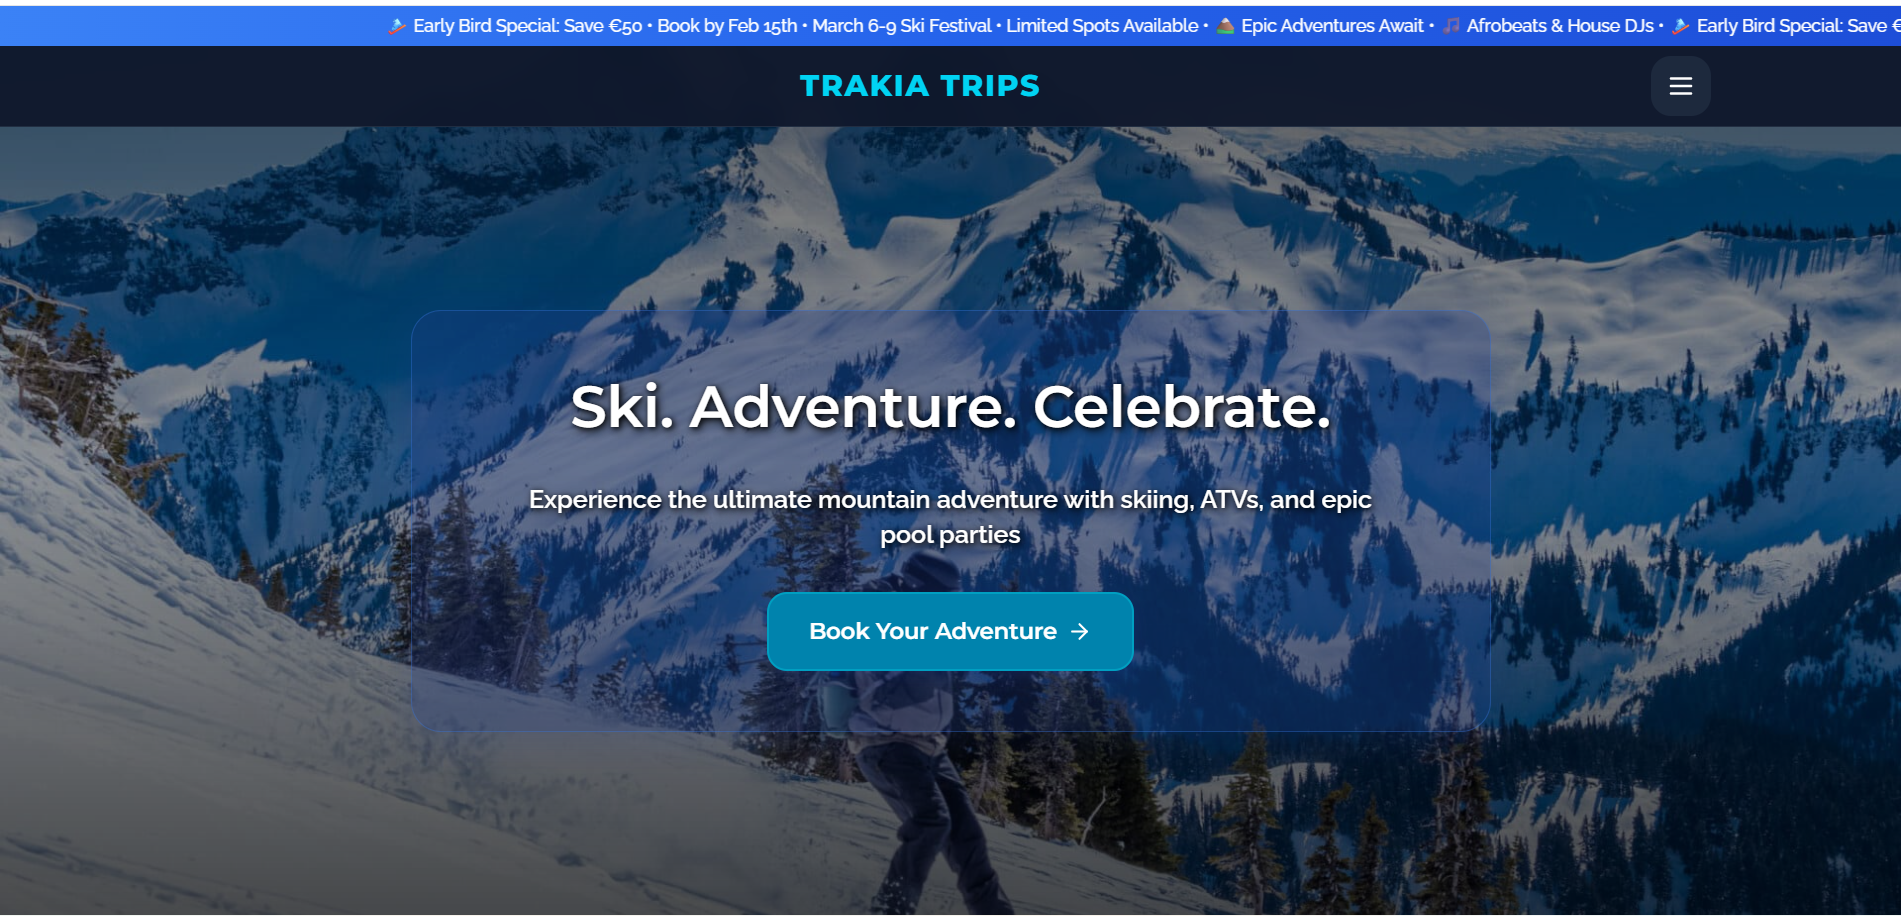 🎿 Early Bird Special: Save €50 • Book by Feb 15th • March 6-9 Ski Festival • Limited Spots Available • 🏔️ Epic Adventures Await • 🎵 Afrobeats & House DJs • 🎿 Early Bird Special: Save €
TRAKIA TRIPS
Ski. Adventure. Celebrate.
Experience the ultimate mountain adventure with skiing, ATVs, and epic
pool parties
Book Your Adventure →